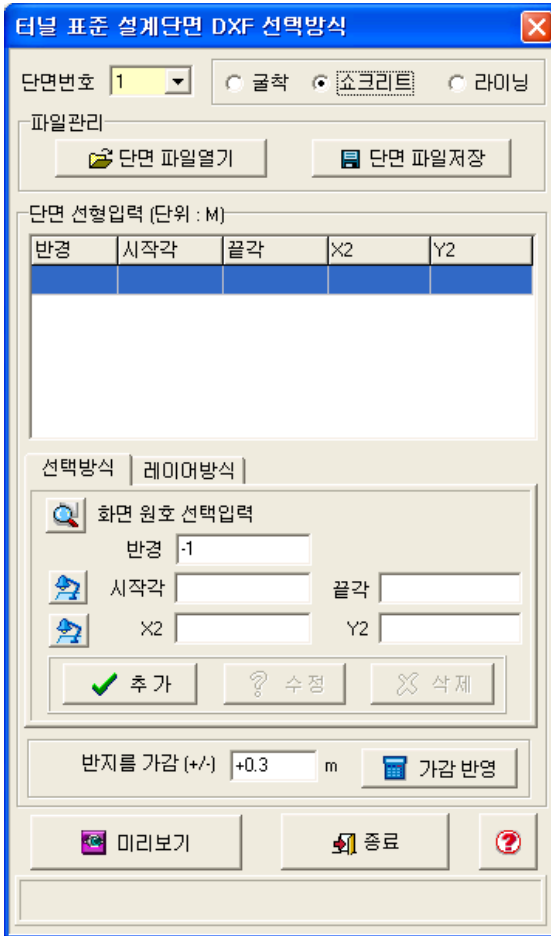 터널 표준 설계단면 DXF 선택방식
단면번호 1 굴착 쇼크리트 라이닝
파일관리
단면 파일열기 단면 파일저장
단면 선형입력 (단위 : M)
반경 시작각 끝각 X2 Y2
선택방식 레이어방식
화면 원호 선택입력
반경 -1
시작각 끝각
X2 Y2
추 가 수 정 삭 제
반지름 가감 (+/-) +0.3 m 가감 반영
미리보기 종료